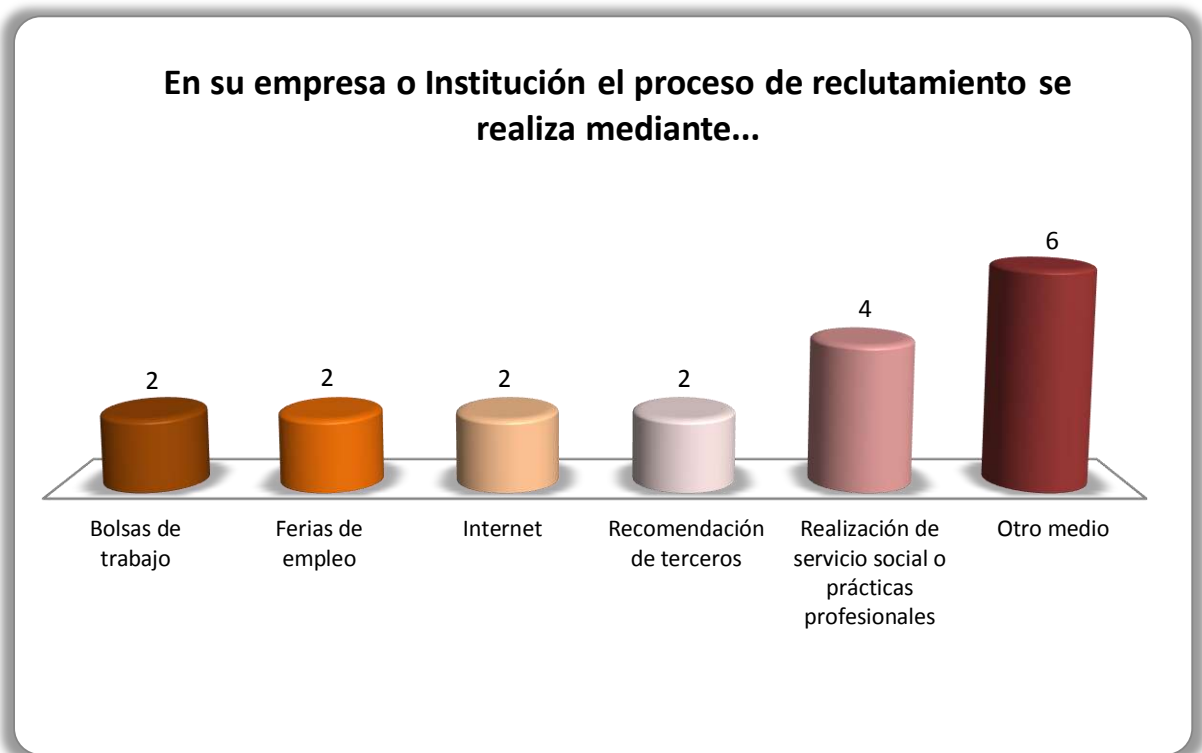 En su empresa o Institución el proceso de reclutamiento se
realiza mediante...
6
4
2
2
2
2
Bolsas de
trabajo
Ferias de
empleo
Internet
Recomendación
de terceros
Realización de
servicio social o
prácticas
profesionales
Otro medio